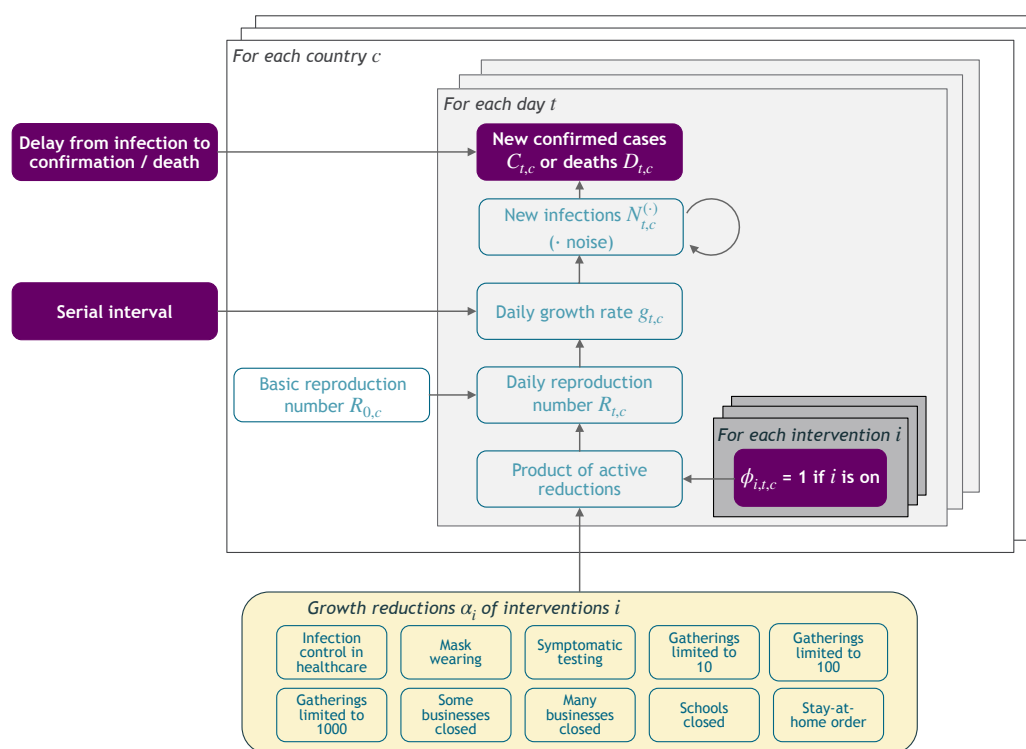 For each country c
For each day t
Delay from infection to
confirmation / death
New confirmed cases
C_{t,c} or deaths D_{t,c}
New infections N_{t,c}^{(·)}
(· noise)
Serial interval
Daily growth rate g_{t,c}
Basic reproduction
number R_{0,c}
Daily reproduction
number R_{t,c}
For each intervention i
Product of active
reductions
ϕ_{i,t,c} = 1 if i is on
Growth reductions α_i of interventions i
Infection
control in
healthcare
Mask
wearing
Symptomatic
testing
Gatherings
limited to
10
Gatherings
limited to
100
Gatherings
limited to
1000
Some
businesses
closed
Many
businesses
closed
Schools
closed
Stay-at-
home order